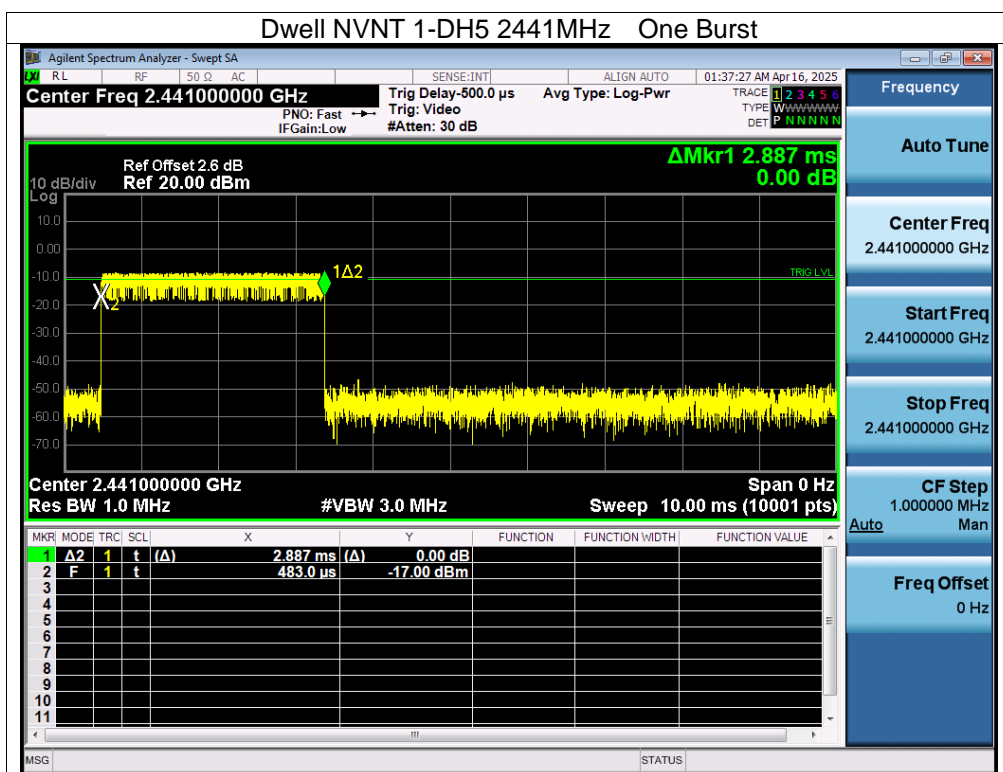 Dwell NVNT 1-DH5 2441MHz One Burst
Agilent Spectrum Analyzer - Swept SA
LXI RL RF 50 Ω AC SENSE:INT ALIGN AUTO 01:37:27 AM Apr 16, 2025
Center Freq 2.441000000 GHz
PNO: Fast
IFGain:Low
Trig Delay-500.0 µs
Trig: Video
#Atten: 30 dB
Avg Type: Log-Pwr
TRACE 1 2 3 4 5 6
TYPE WWWWWW
DET P N N N N N
Ref Offset 2.6 dB
Ref 20.00 dBm
10 dB/div
Log
ΔMkr1 2.887 ms
0.00 dB
10.0
0.00
-10.0
-20.0
-30.0
-40.0
-50.0
-60.0
-70.0
1Δ2
2
TRIG LVL
Center 2.441000000 GHz Span 0 Hz
Res BW 1.0 MHz #VBW 3.0 MHz Sweep 10.00 ms (10001 pts)
MKR MODE TRC SCL X Y FUNCTION FUNCTION WIDTH FUNCTION VALUE
1 Δ2 1 t (Δ) 2.887 ms (Δ) 0.00 dB
2 F 1 t 483.0 µs -17.00 dBm
3
4
5
6
7
8
9
10
11
MSG STATUS
Frequency
Auto Tune
Center Freq
2.441000000 GHz
Start Freq
2.441000000 GHz
Stop Freq
2.441000000 GHz
CF Step
1.000000 MHz
Auto Man
Freq Offset
0 Hz